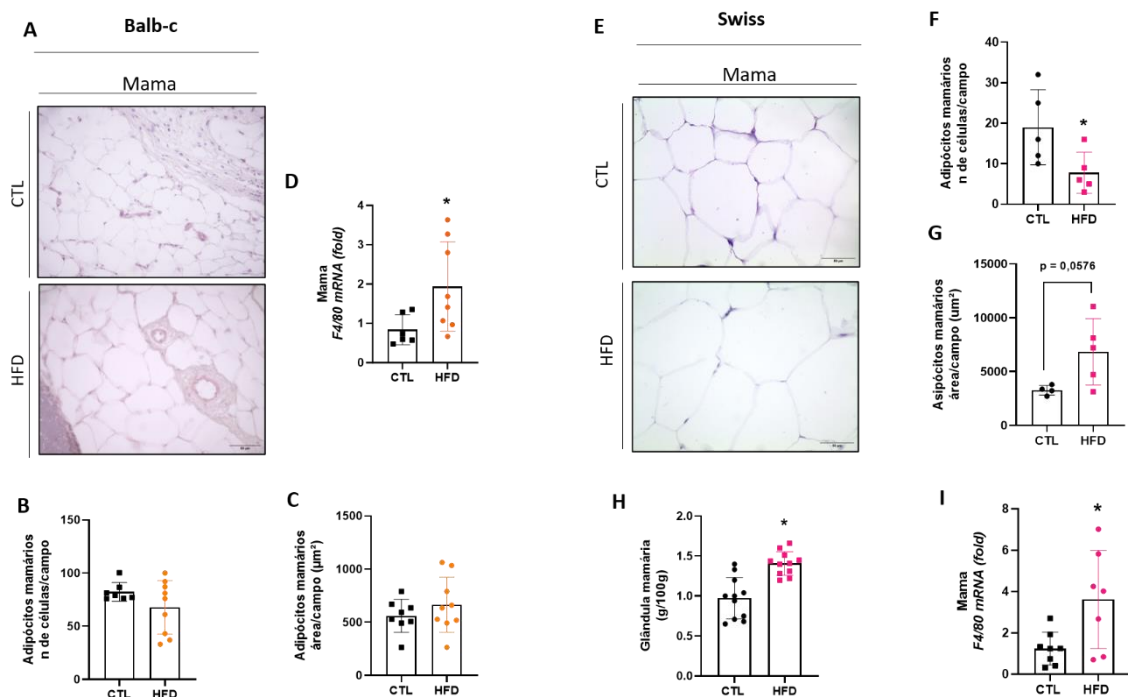 A
Balb-c
Mama
CTL
HFD
D
Mama
F4/80 mRNA (fold)
4
3
2
1
0
*
CTL HFD
B
Adipócitos mamários
n de células/campo
150
100
50
0
CTL HFD
C
Adipócitos mamários
área/campo (µm²)
1500
1000
500
0
CTL HFD
E
Swiss
Mama
CTL
HFD
F
Adipócitos mamários
n de células/campo
40
30
20
10
0
*
CTL HFD
G
Asipócitos mamários
área/campo (µm²)
15000
10000
5000
0
p = 0,0576
CTL HFD
H
Glândula mamária
(g/100g)
2.0
1.5
1.0
0.5
0.0
*
CTL HFD
I
Mama
F4/80 mRNA (fold)
8
6
4
2
0
*
CTL HFD